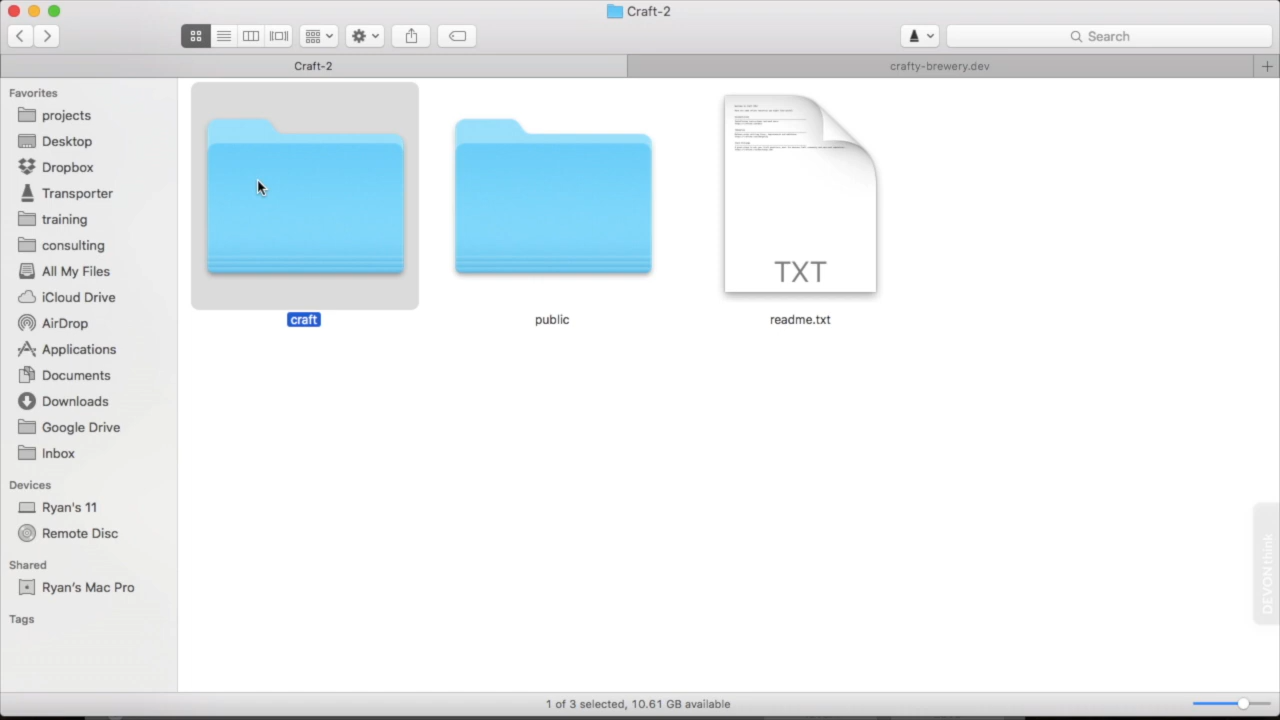 Craft-2
Search
Craft-2
crafty-brewery.dev
Favorites
Desktop
Dropbox
Transporter
training
consulting
All My Files
iCloud Drive
AirDrop
Applications
Documents
Downloads
Google Drive
Inbox
Devices
Ryan's 11
Remote Disc
Shared
Ryan's Mac Pro
Tags
TXT
craft
public
readme.txt
DEVONthink
1 of 3 selected, 10.61 GB available